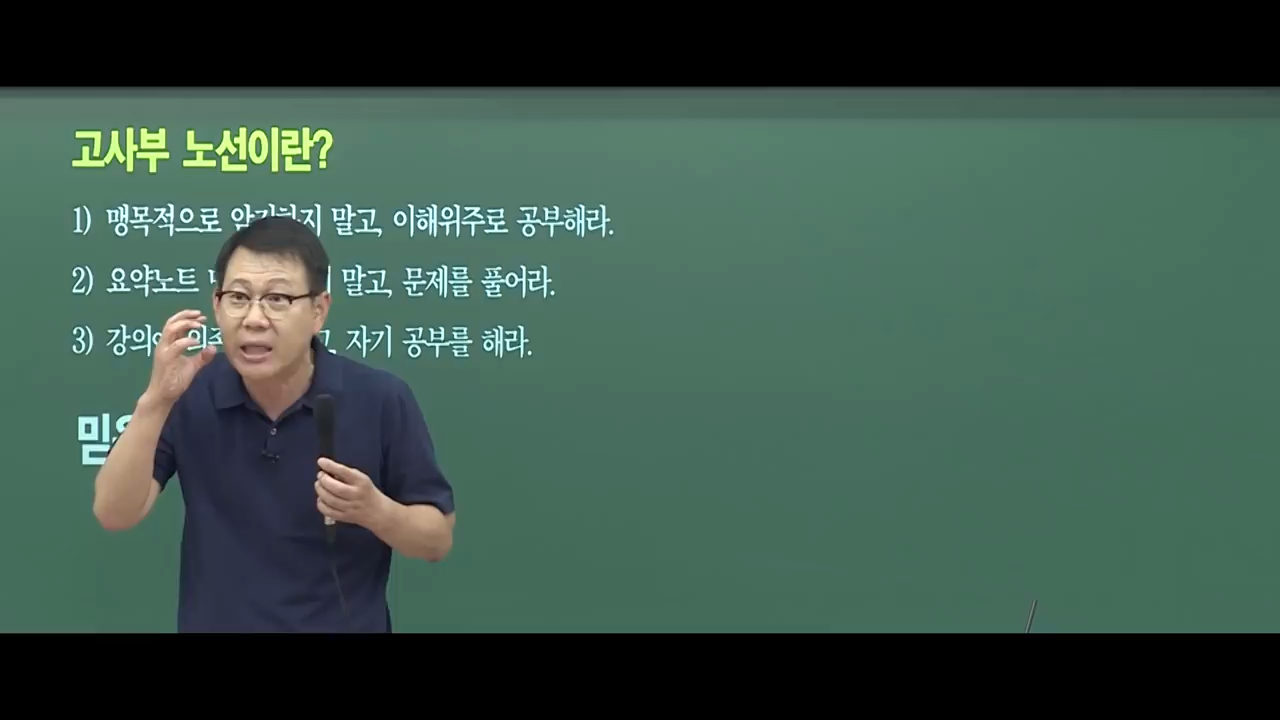 고사부 노선이란?
1) 맹목적으로 말고, 이해위주로 공부해라.
2) 요약노트 말고, 문제를 풀어라.
3) 자기 공부를 해라.